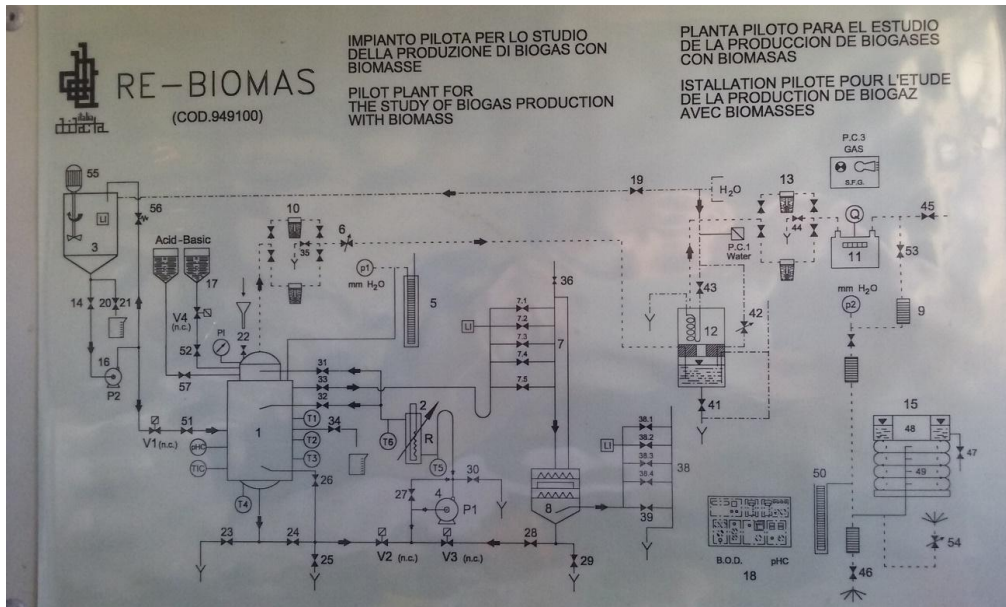 IMPIANTO PILOTA PER LO STUDIO
DELLA PRODUZIONE DI BIOGAS CON
BIOMASSE
PILOT PLANT FOR
THE STUDY OF BIOGAS PRODUCTION
WITH BIOMASS
PLANTA PILOTO PARA EL ESTUDIO
DE LA PRODUCCION DE BIOGASES
CON BIOMASAS
ISTALLATION PILOTE POUR L'ETUDE
DE LA PRODUCTION DE BIOGAZ
AVEC BIOMASSES
RE-BIOMAS
(COD.949100)
italia
didacta
P.C.3
GAS
S.F.G.
55
56
LI
3
14
20
21
16
P2
Acid-Basic
17
V4
(n.c.)
52
57
PI
22
10
35
6
p1
mm H₂O
5
19
H₂O
P.C.1
Water
13
44
Q
11
45
53
9
mm H₂O
p2
43
42
12
41
36
7.1
7.2
7.3
7.4
7.5
LI
7
31
33
32
1
T1
T2
T3
34
T6
2
R
T5
30
27
4
P1
V1 (n.c.)
51
pHC
TIC
T4
26
23
24
25
V2 (n.c.)
V3 (n.c.)
28
29
8
38.1
38.2
38.3
38.4
LI
38
39
15
48
49
47
50
54
46
B.O.D. pHC
18